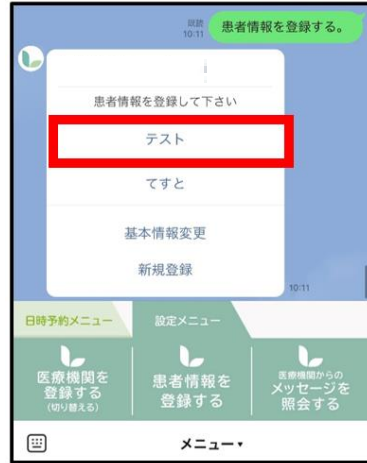 既読
10:11
患者情報を登録する。
患者情報を登録して下さい
テスト
てすと
基本情報変更
新規登録
10:11
日時予約メニュー
設定メニュー
医療機関を
登録する
(切り替える)
患者情報を
登録する
医療機関からの
メッセージを
照会する
メニュー▼